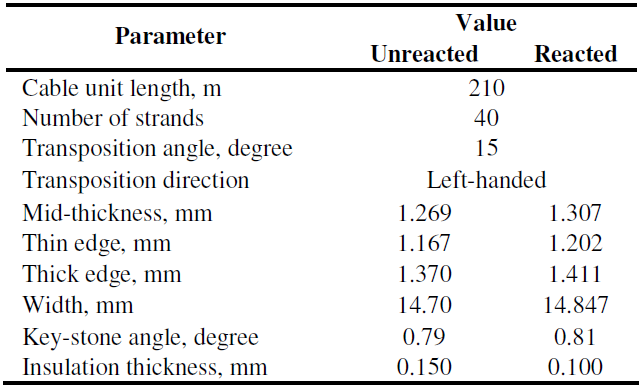 Parameter Value
Unreacted Reacted
Cable unit length, m 210
Number of strands 40
Transposition angle, degree 15
Transposition direction Left-handed
Mid-thickness, mm 1.269 1.307
Thin edge, mm 1.167 1.202
Thick edge, mm 1.370 1.411
Width, mm 14.70 14.847
Key-stone angle, degree 0.79 0.81
Insulation thickness, mm 0.150 0.100